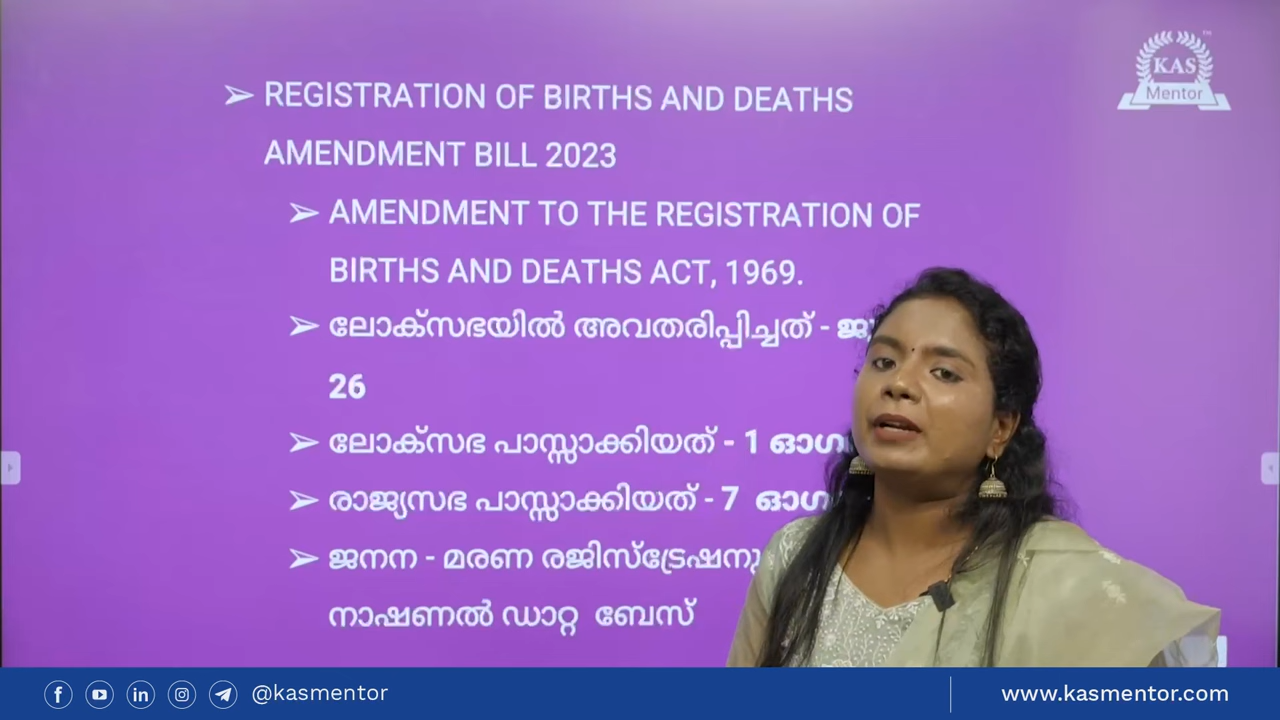 ➢ REGISTRATION OF BIRTHS AND DEATHS
AMENDMENT BILL 2023
➢ AMENDMENT TO THE REGISTRATION OF
BIRTHS AND DEATHS ACT, 1969.
➢ ലോക്സഭയിൽ അവതരിപ്പിച്ചത് -
26
➢ ലോക്സഭ പാസ്സാക്കിയത് - 1
➢ രാജ്യസഭ പാസ്സാക്കിയത് - 7
➢ ജനന - മരണ
നാഷണൽ ഡാറ്റ ബേസ്
KAS
Mentor
TM
@kasmentor
www.kasmentor.com